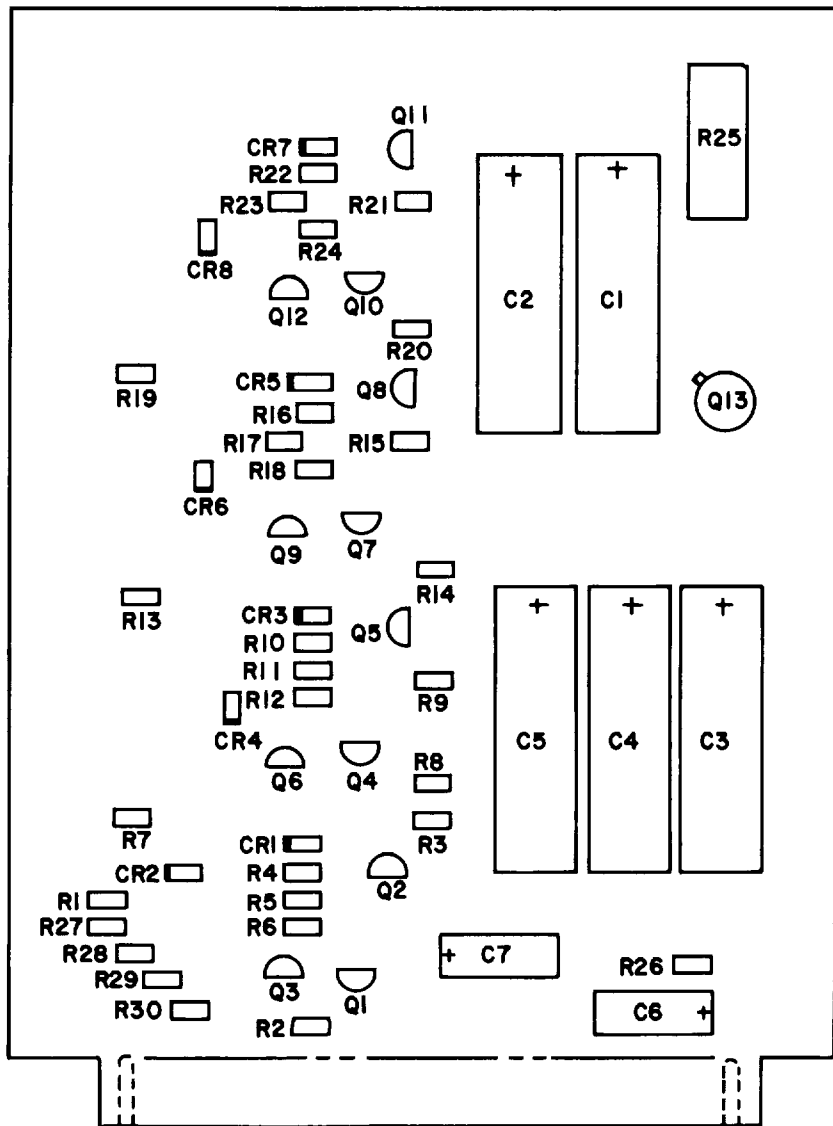 Q11
CR7
R25
R22
R23
R21
+
+
R24
CR8
Q12
Q10
C2
C1
R20
R19
CR5
Q8
Q13
R16
R17
R15
R18
CR6
Q9
Q7
R14
R13
CR3
Q5
+
+
+
R10
R11
R12
R9
CR4
C5
C4
C3
Q6
Q4
R8
R7
R3
CR1
CR2
R4
Q2
R1
R5
R27
R6
R28
+
C7
R26
R29
Q3
Q1
R30
C6
+
R2